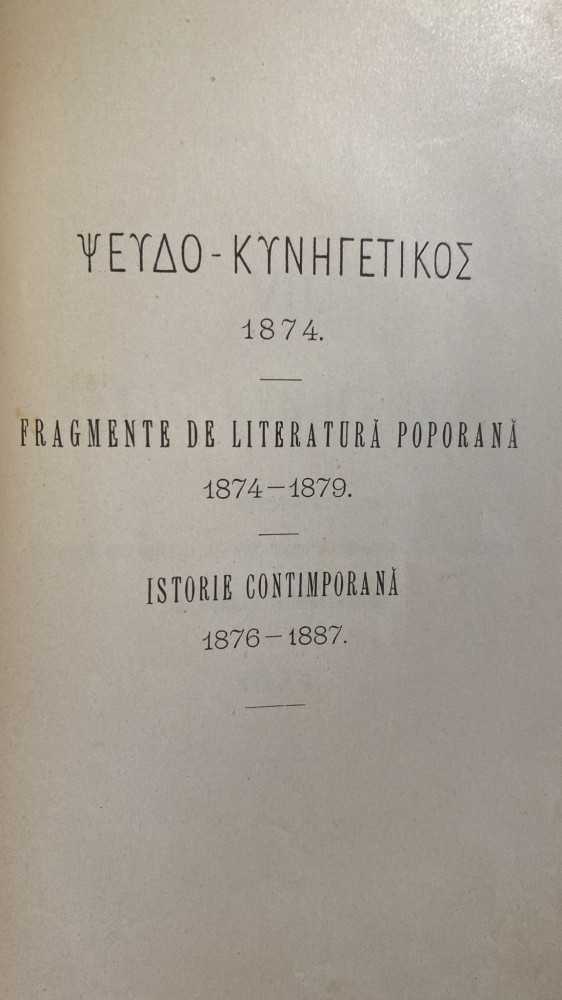 ΨΕΥΔΟ-ΚΥΝΗΓΕΤΙΚΟΣ
1874.
FRAGMENTE DE LITERATURĂ POPORANĂ
1874—1879.
ISTORIE CONTIMPORANĂ
1876—1887.